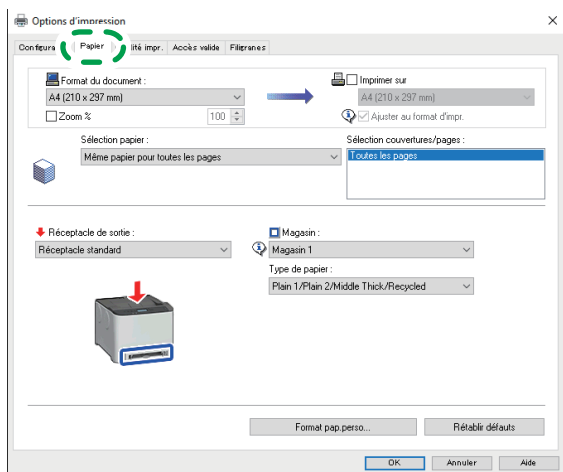 Options d'impression
Papier
lité impr.
Accès valide
Filigranes
Format du document :
A4 (210 x 297 mm)
Zoom %
100
Imprimer sur
A4 (210 x 297 mm)
Ajuster au format d'impr.
Sélection papier :
Même papier pour toutes les pages
Sélection couvertures/pages :
Toutes les pages
Réceptacle de sortie :
Réceptacle standard
Magasin :
Magasin 1
Type de papier :
Plain 1/Plain 2/Middle Thick/Recycled
Format pap.perso...
Rétablir défauts
OK
Annuler
Aide